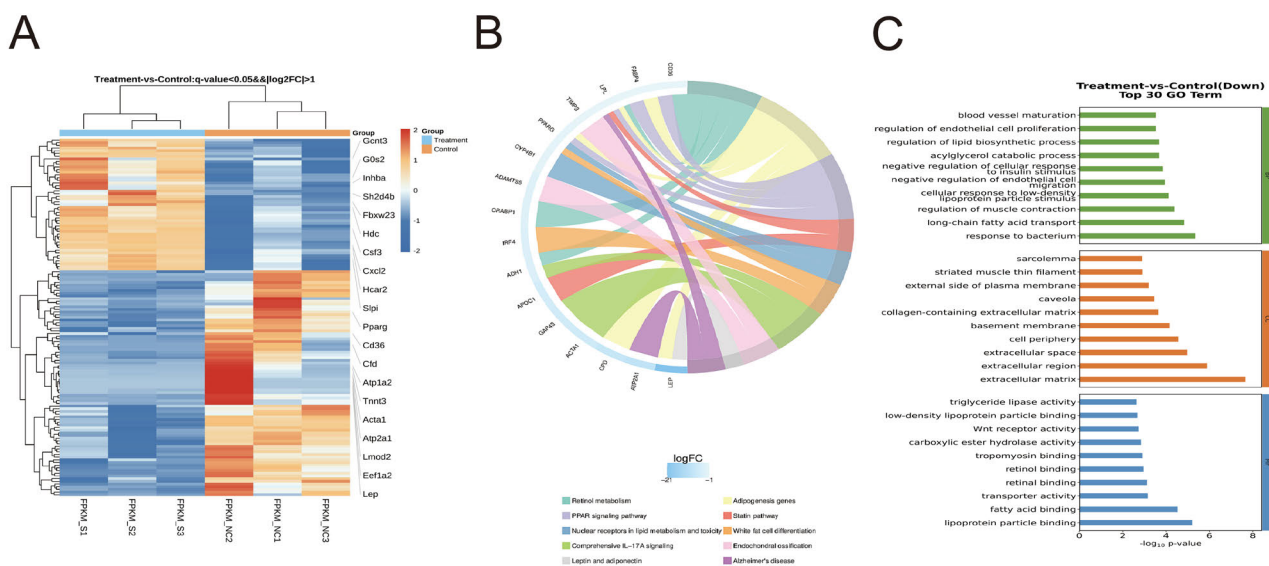 A
B
C
Treatment-vs-Control:q-value<0.05&&|log2FC|>1
Group
Group
Treatment
Control
2
1
0
-1
-2
Gcnt3
G0s2
Inhba
Sh2d4b
Fbxw23
Hdc
Csf3
Cxcl2
Hcar2
Slpi
Pparg
Cd36
Cfd
Atp1a2
Tnnt3
Acta1
Atp2a1
Lmod2
Eef1a2
Lep
FPKM_S1
FPKM_S2
FPKM_S3
FPKM_NC2
FPKM_NC1
FPKM_NC3
CD36
FABP4
LPL
TIMP3
PPARG
CYP4B1
ADAMTS5
CRABP1
IRF4
ADH1
APOC1
GAP43
ACTA1
CFD
ATP2A1
LEP
logFC
-21
-1
Retinol metabolism
Adipogenesis genes
PPAR signaling pathway
Statin pathway
Nuclear receptors in lipid metabolism and toxicity
White fat cell differentiation
Comprehensive IL-17A signaling
Endochondral ossification
Leptin and adiponectin
Alzheimer's disease
Treatment-vs-Control(Down)
Top 30 GO Term
blood vessel maturation
regulation of endothelial cell proliferation
regulation of lipid biosynthetic process
acylglycerol catabolic process
negative regulation of cellular response
to insulin stimulus
negative regulation of endothelial cell
migration
cellular response to low-density
lipoprotein particle stimulus
regulation of muscle contraction
long-chain fatty acid transport
response to bacterium
sarcolemma
striated muscle thin filament
external side of plasma membrane
caveola
collagen-containing extracellular matrix
basement membrane
cell periphery
extracellular space
extracellular region
extracellular matrix
triglyceride lipase activity
low-density lipoprotein particle binding
Wnt receptor activity
carboxylic ester hydrolase activity
tropomyosin binding
retinol binding
retinal binding
transporter activity
fatty acid binding
lipoprotein particle binding
0 2 4 6 8
-log₁₀ p-value